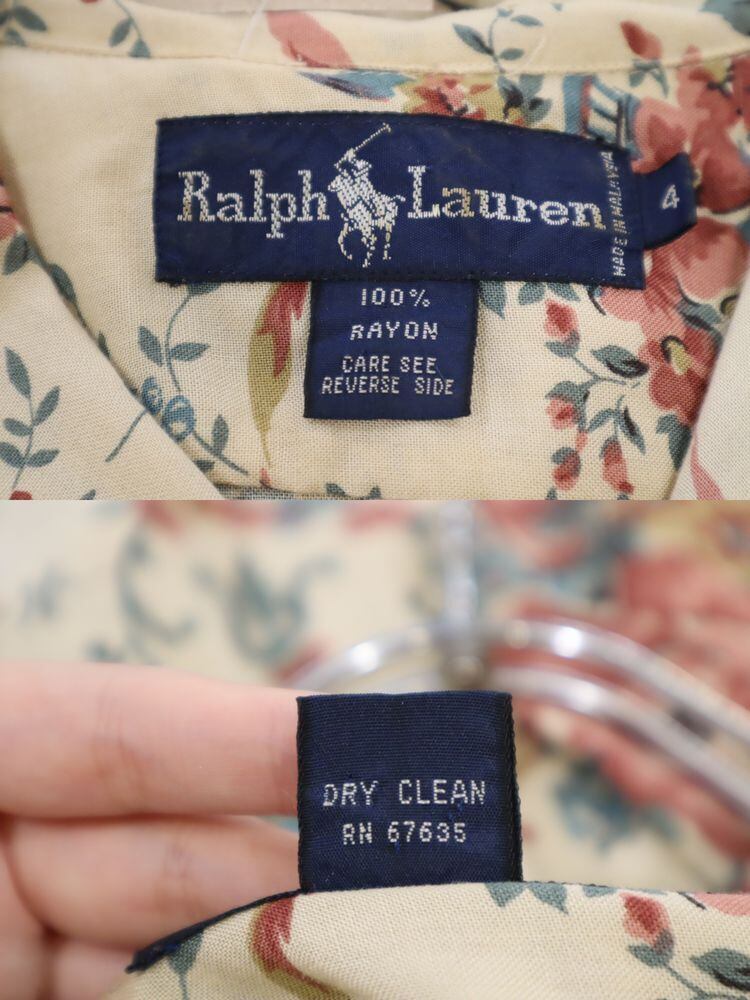 Ralph Lauren
MADE IN MALAYSIA
4
100%
RAYON
CARE SEE
REVERSE SIDE
DRY CLEAN
RN 67635